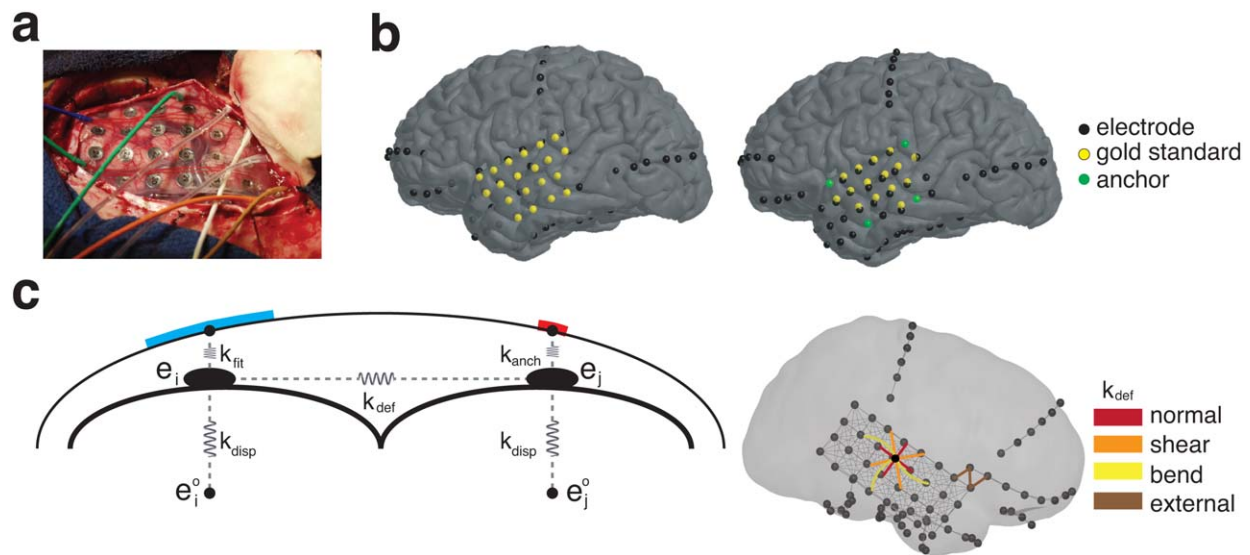 a
b
electrode
gold standard
anchor
c
e_i
k_fit
k_def
k_anch
e_j
k_disp
k_disp
e_i^o
e_j^o
k_def
normal
shear
bend
external